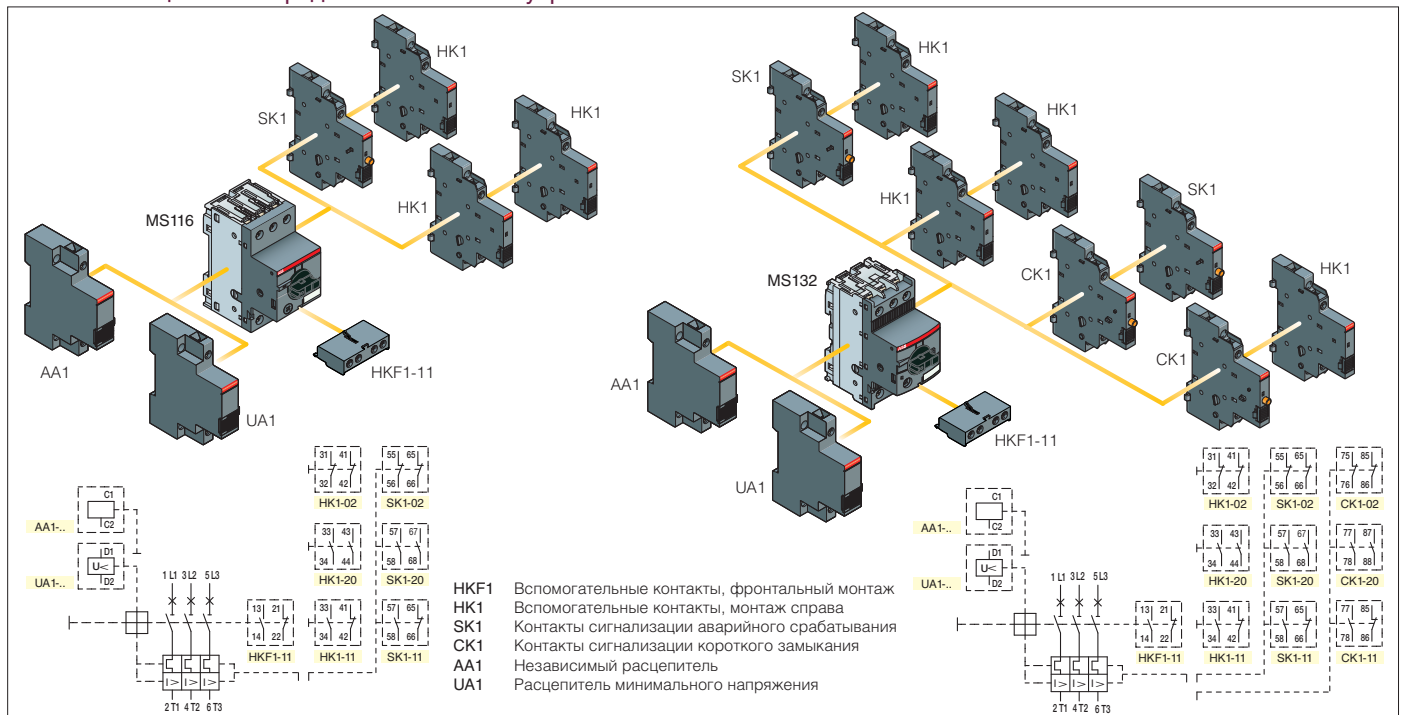 HK1
SK1
HK1
HK1
MS116
AA1
UA1
HKF1-11
HK1
SK1
HK1
HK1
SK1
CK1
HK1
CK1
MS132
AA1
UA1
HKF1-11
C1
C2
AA1-..
D1
U<
D2
UA1-..
1 L1 3 L2 5 L3
I> I> I>
2 T1 4 T2 6 T3
13 21
14 22
HKF1-11
31 41
32 42
HK1-02
33 43
34 44
HK1-20
33 41
34 42
HK1-11
55 65
56 66
SK1-02
57 67
58 68
SK1-20
57 65
58 66
SK1-11
HKF1 Вспомогательные контакты, фронтальный монтаж
HK1 Вспомогательные контакты, монтаж справа
SK1 Контакты сигнализации аварийного срабатывания
CK1 Контакты сигнализации короткого замыкания
AA1 Независимый расцепитель
UA1 Расцепитель минимального напряжения
C1
C2
AA1-..
D1
U<
D2
UA1-..
1 L1 3 L2 5 L3
I> I> I>
2 T1 4 T2 6 T3
13 21
14 22
HKF1-11
31 41
32 42
HK1-02
33 43
34 44
HK1-20
33 41
34 42
HK1-11
55 65
56 66
SK1-02
57 67
58 68
SK1-20
57 65
58 66
SK1-11
75 85
76 86
CK1-02
77 87
78 88
CK1-20
77 85
78 86
CK1-11